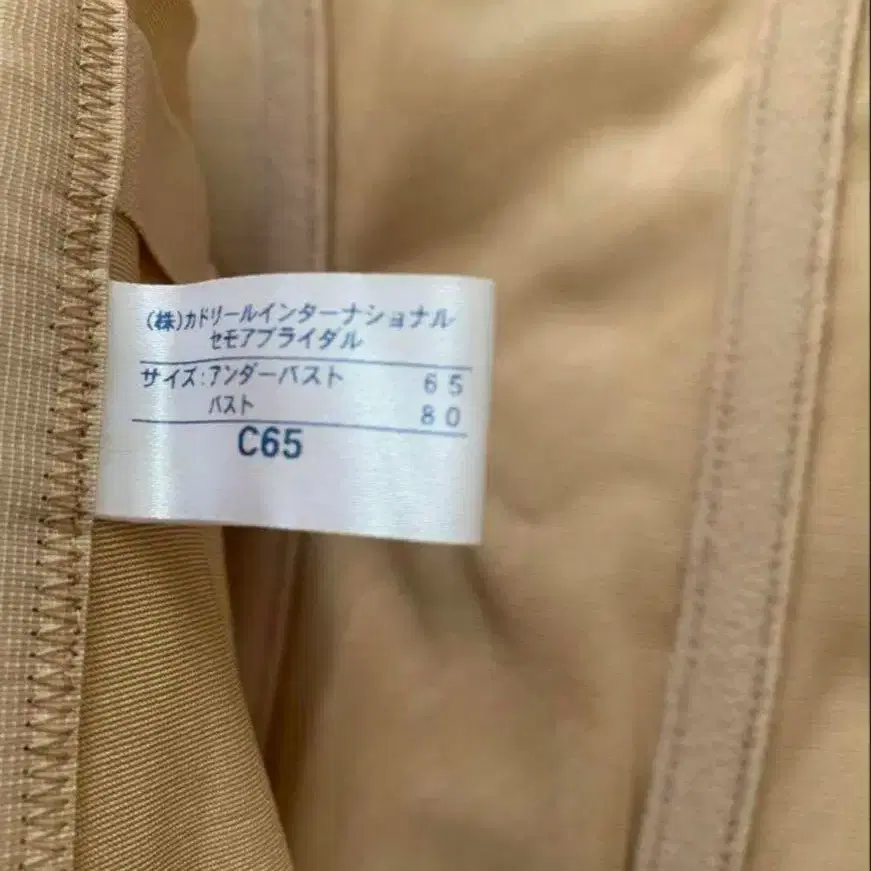 (株)カドリールインターナショナル
セモアブライダル
サイズ:アンダーバスト 65
バスト 80
C65